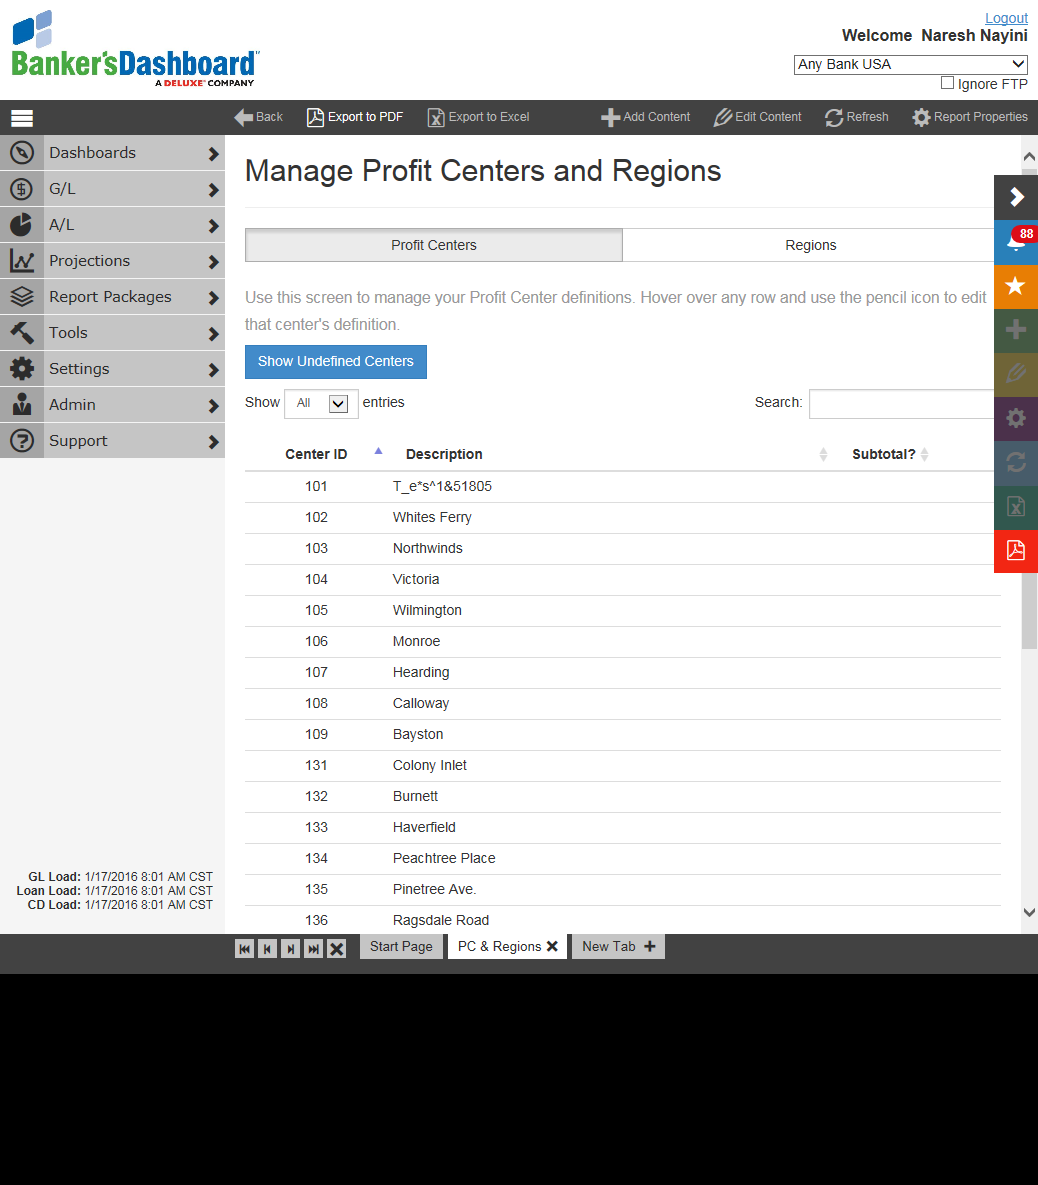 Logout
Welcome Naresh Nayini
Banker'sDashboard
A DELUXE COMPANY
Any Bank USA
Ignore FTP
Back Export to PDF Export to Excel Add Content Edit Content Refresh Report Properties
Dashboards
G/L
A/L
Projections
Report Packages
Tools
Settings
Admin
Support
GL Load: 1/17/2016 8:01 AM CST
Loan Load: 1/17/2016 8:01 AM CST
CD Load: 1/17/2016 8:01 AM CST
Manage Profit Centers and Regions
Profit Centers Regions
Use this screen to manage your Profit Center definitions. Hover over any row and use the pencil icon to edit
that center's definition.
Show Undefined Centers
Show All entries Search:
Center ID Description Subtotal?
101 T_e*s^1&51805
102 Whites Ferry
103 Northwinds
104 Victoria
105 Wilmington
106 Monroe
107 Hearding
108 Calloway
109 Bayston
131 Colony Inlet
132 Burnett
133 Haverfield
134 Peachtree Place
135 Pinetree Ave.
136 Ragsdale Road
88
Start Page PC & Regions New Tab